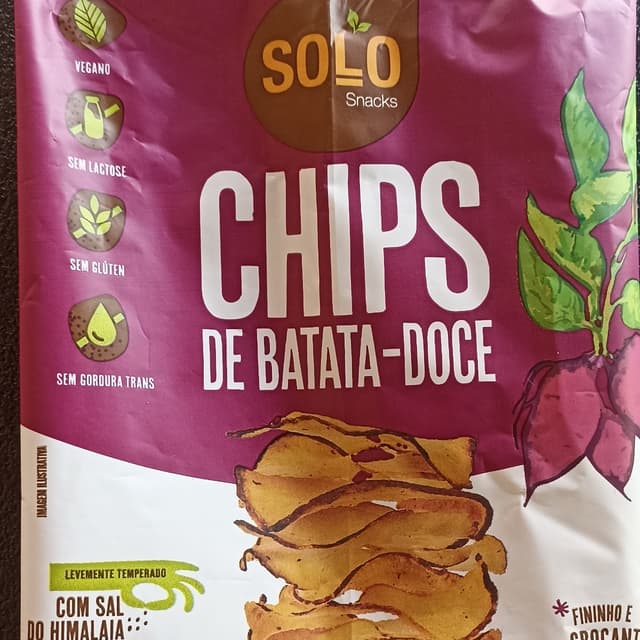 SOLO
Snacks
VEGANO
SEM LACTOSE
SEM GLÚTEN
SEM GORDURA TRANS
CHIPS
DE BATATA-DOCE
IMAGEM ILUSTRATIVA
LEVEMENTE TEMPERADO
COM SAL
DO HIMALAIA
* FININHO E